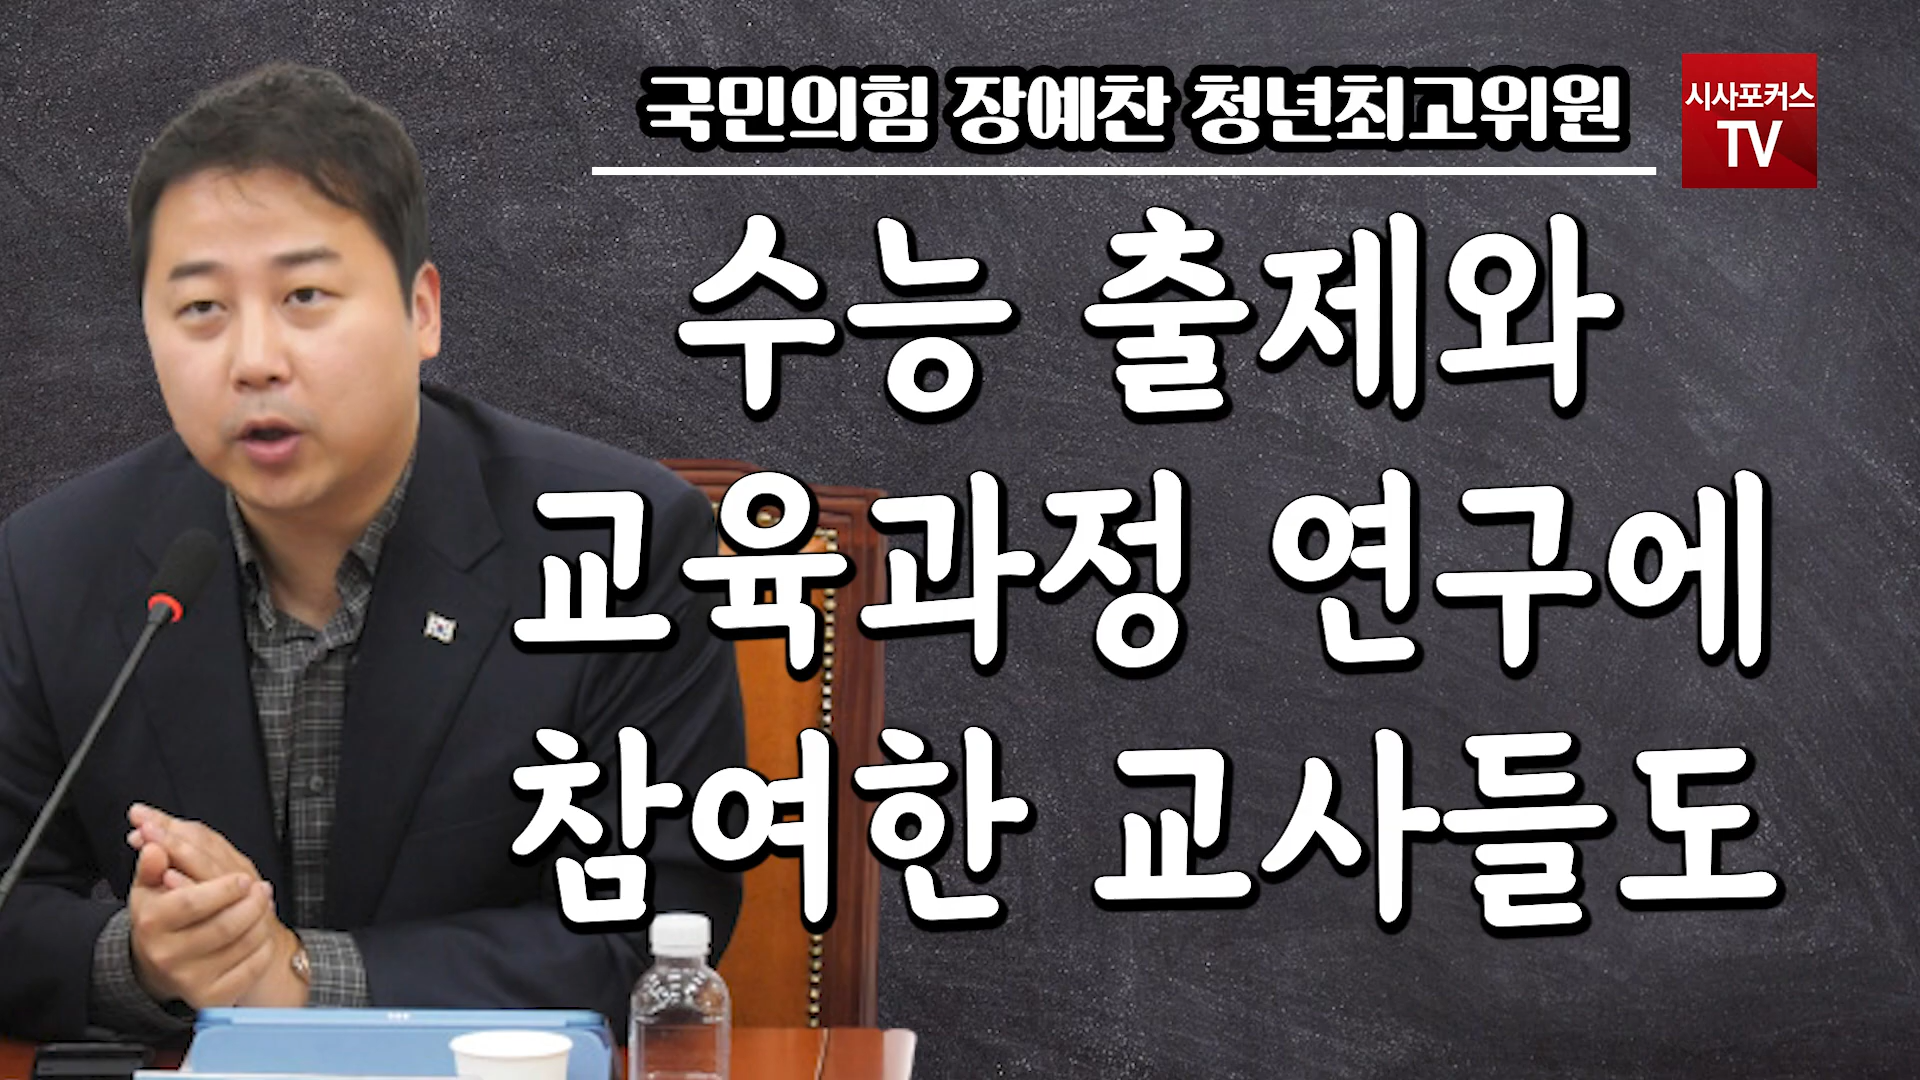 국민의힘 장예찬 청년최고위원
시사포커스
TV
수능 출제와
교육과정 연구에
참여한 교사들도